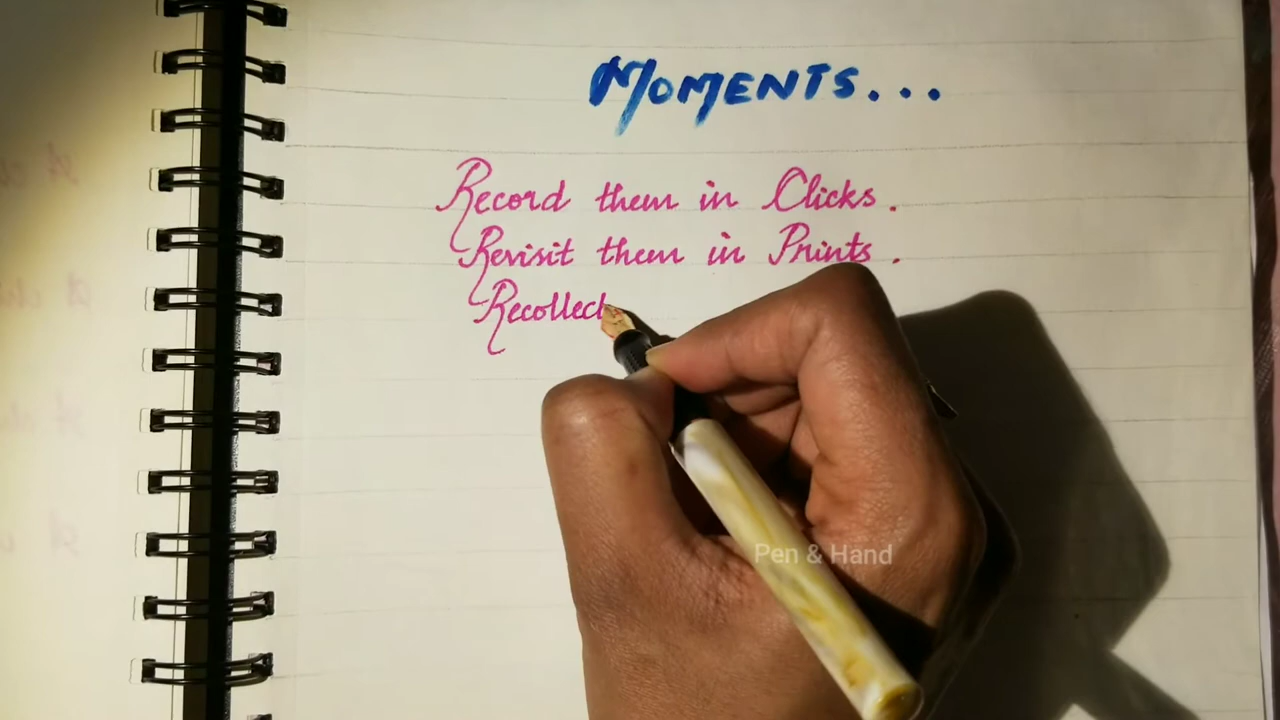 MOMENTS...
Record them in Clicks.
Revisit them in Prints.
Recollect
Pen & Hand